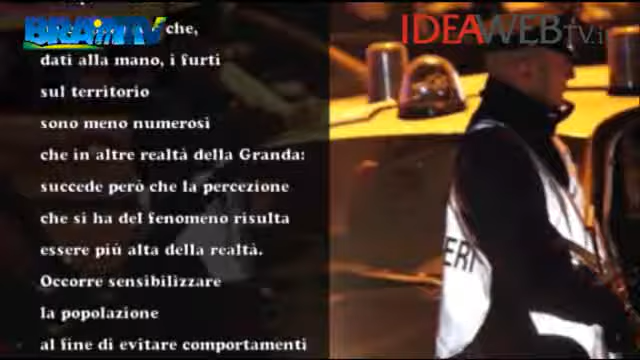 BRAINTV
IDEAWEBTV.i
che,
dati alla mano, i furti
sul territorio
sono meno numerosi
che in altre realtà della Granda:
succede però che la percezione
che si ha del fenomeno risulta
essere più alta della realtà.
Occorre sensibilizzare
la popolazione
al fine di evitare comportamenti
ERI